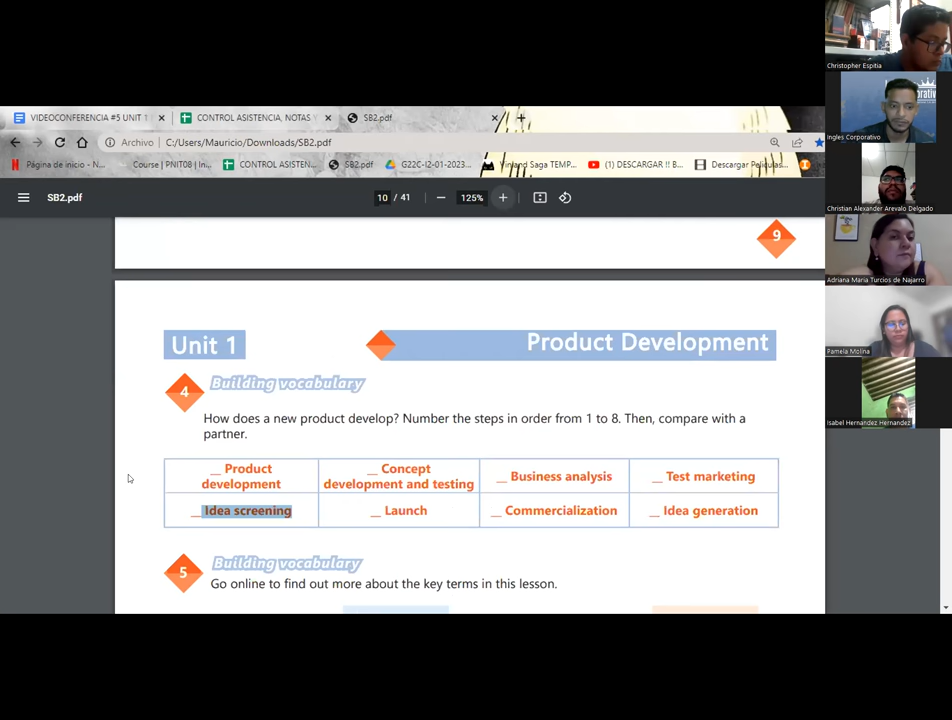 VIDEOCONFERENCIA #5 UNIT 1
CONTROL ASISTENCIA, NOTAS Y
SB2.pdf
Archivo
C:/Users/Mauricio/Downloads/SB2.pdf
Página de inicio - N...
Course | PNIT08 | In...
CONTROL ASISTEN...
SB2.pdf
G22C-I2-01-2023...
Vinland Saga TEMP...
(1) DESCARGAR !! B...
Descargar Películas...
SB2.pdf
10 / 41
125%
9
Unit 1
Product Development
4
Building vocabulary
How does a new product develop? Number the steps in order from 1 to 8. Then, compare with a
partner.
__ Product development
__ Concept development and testing
__ Business analysis
__ Test marketing
__ Idea screening
__ Launch
__ Commercialization
__ Idea generation
5
Building vocabulary
Go online to find out more about the key terms in this lesson.
Christopher Espitia
Ingles Corporativo
Christian Alexander Arevalo Delgado
Adriana Maria Turcios de Najarro
Pamela Molina
Isabel Hernandez Hernandez